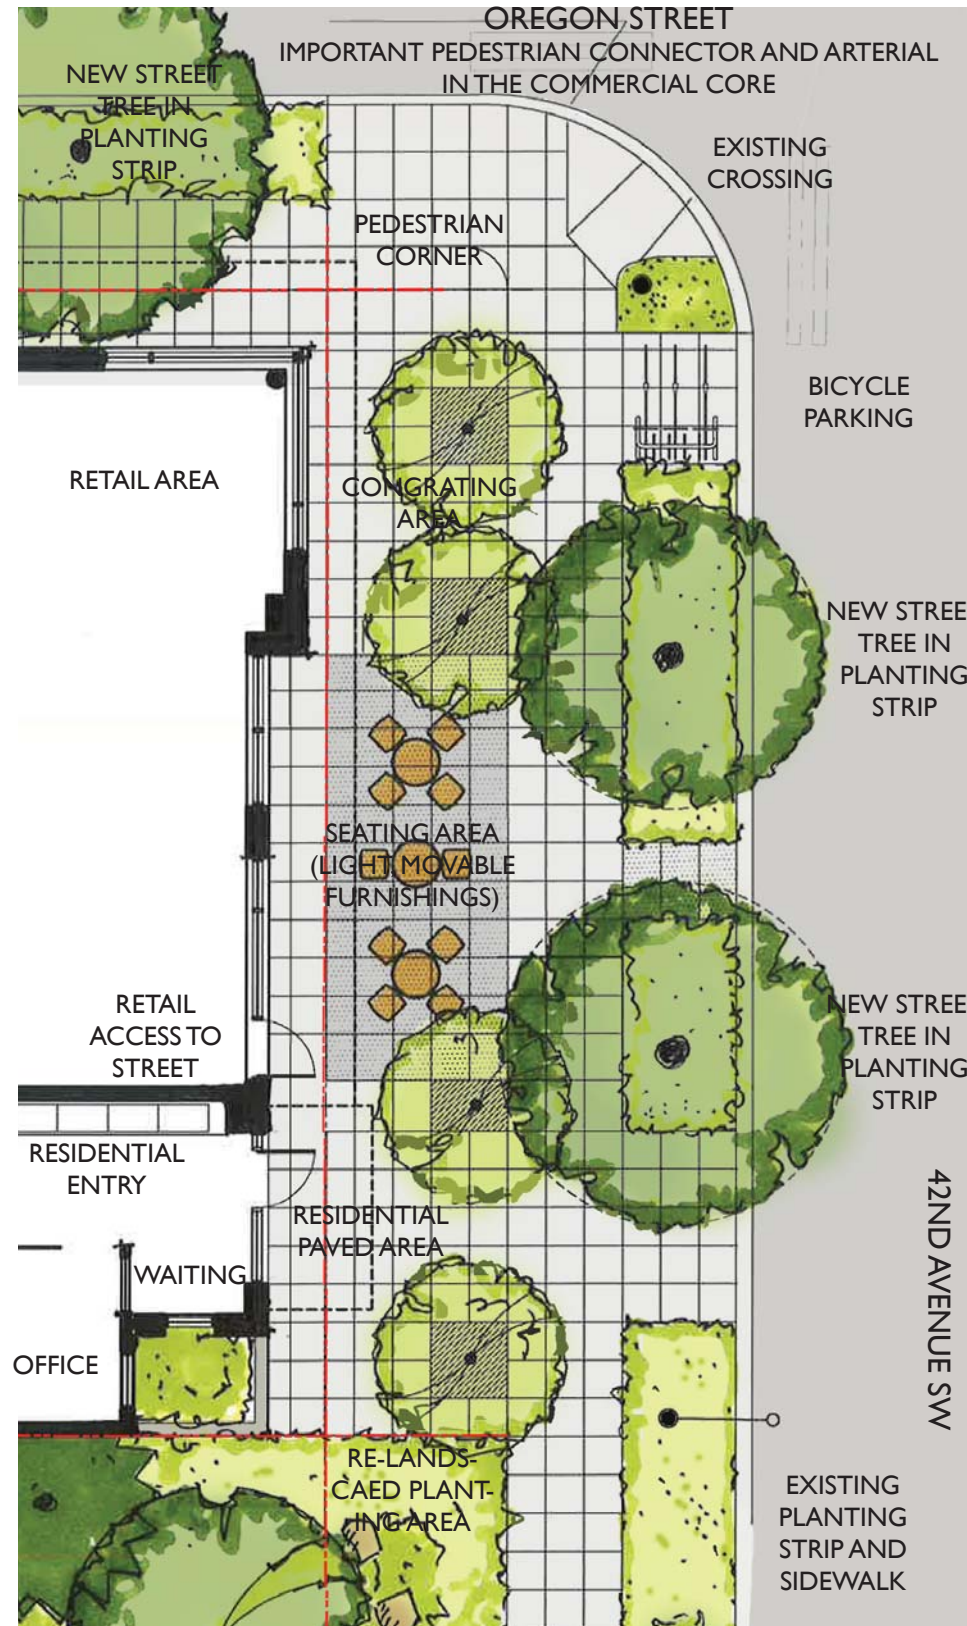 OREGON STREET
IMPORTANT PEDESTRIAN CONNECTOR AND ARTERIAL
IN THE COMMERCIAL CORE
NEW STREET
TREE IN
PLANTING
STRIP
EXISTING
CROSSING
PEDESTRIAN
CORNER
BICYCLE
PARKING
RETAIL AREA
COMGRATING
AREA
NEW STREE
TREE IN
PLANTING
STRIP
SEATING AREA
(LIGHT MOVABLE
FURNISHINGS)
RETAIL
ACCESS TO
STREET
NEW STREE
TREE IN
PLANTING
STRIP
RESIDENTIAL
ENTRY
RESIDENTIAL
PAVED AREA
42ND AVENUE SW
WAITING
OFFICE
RE-LANDS-
CAED PLANT-
ING AREA
EXISTING
PLANTING
STRIP AND
SIDEWALK